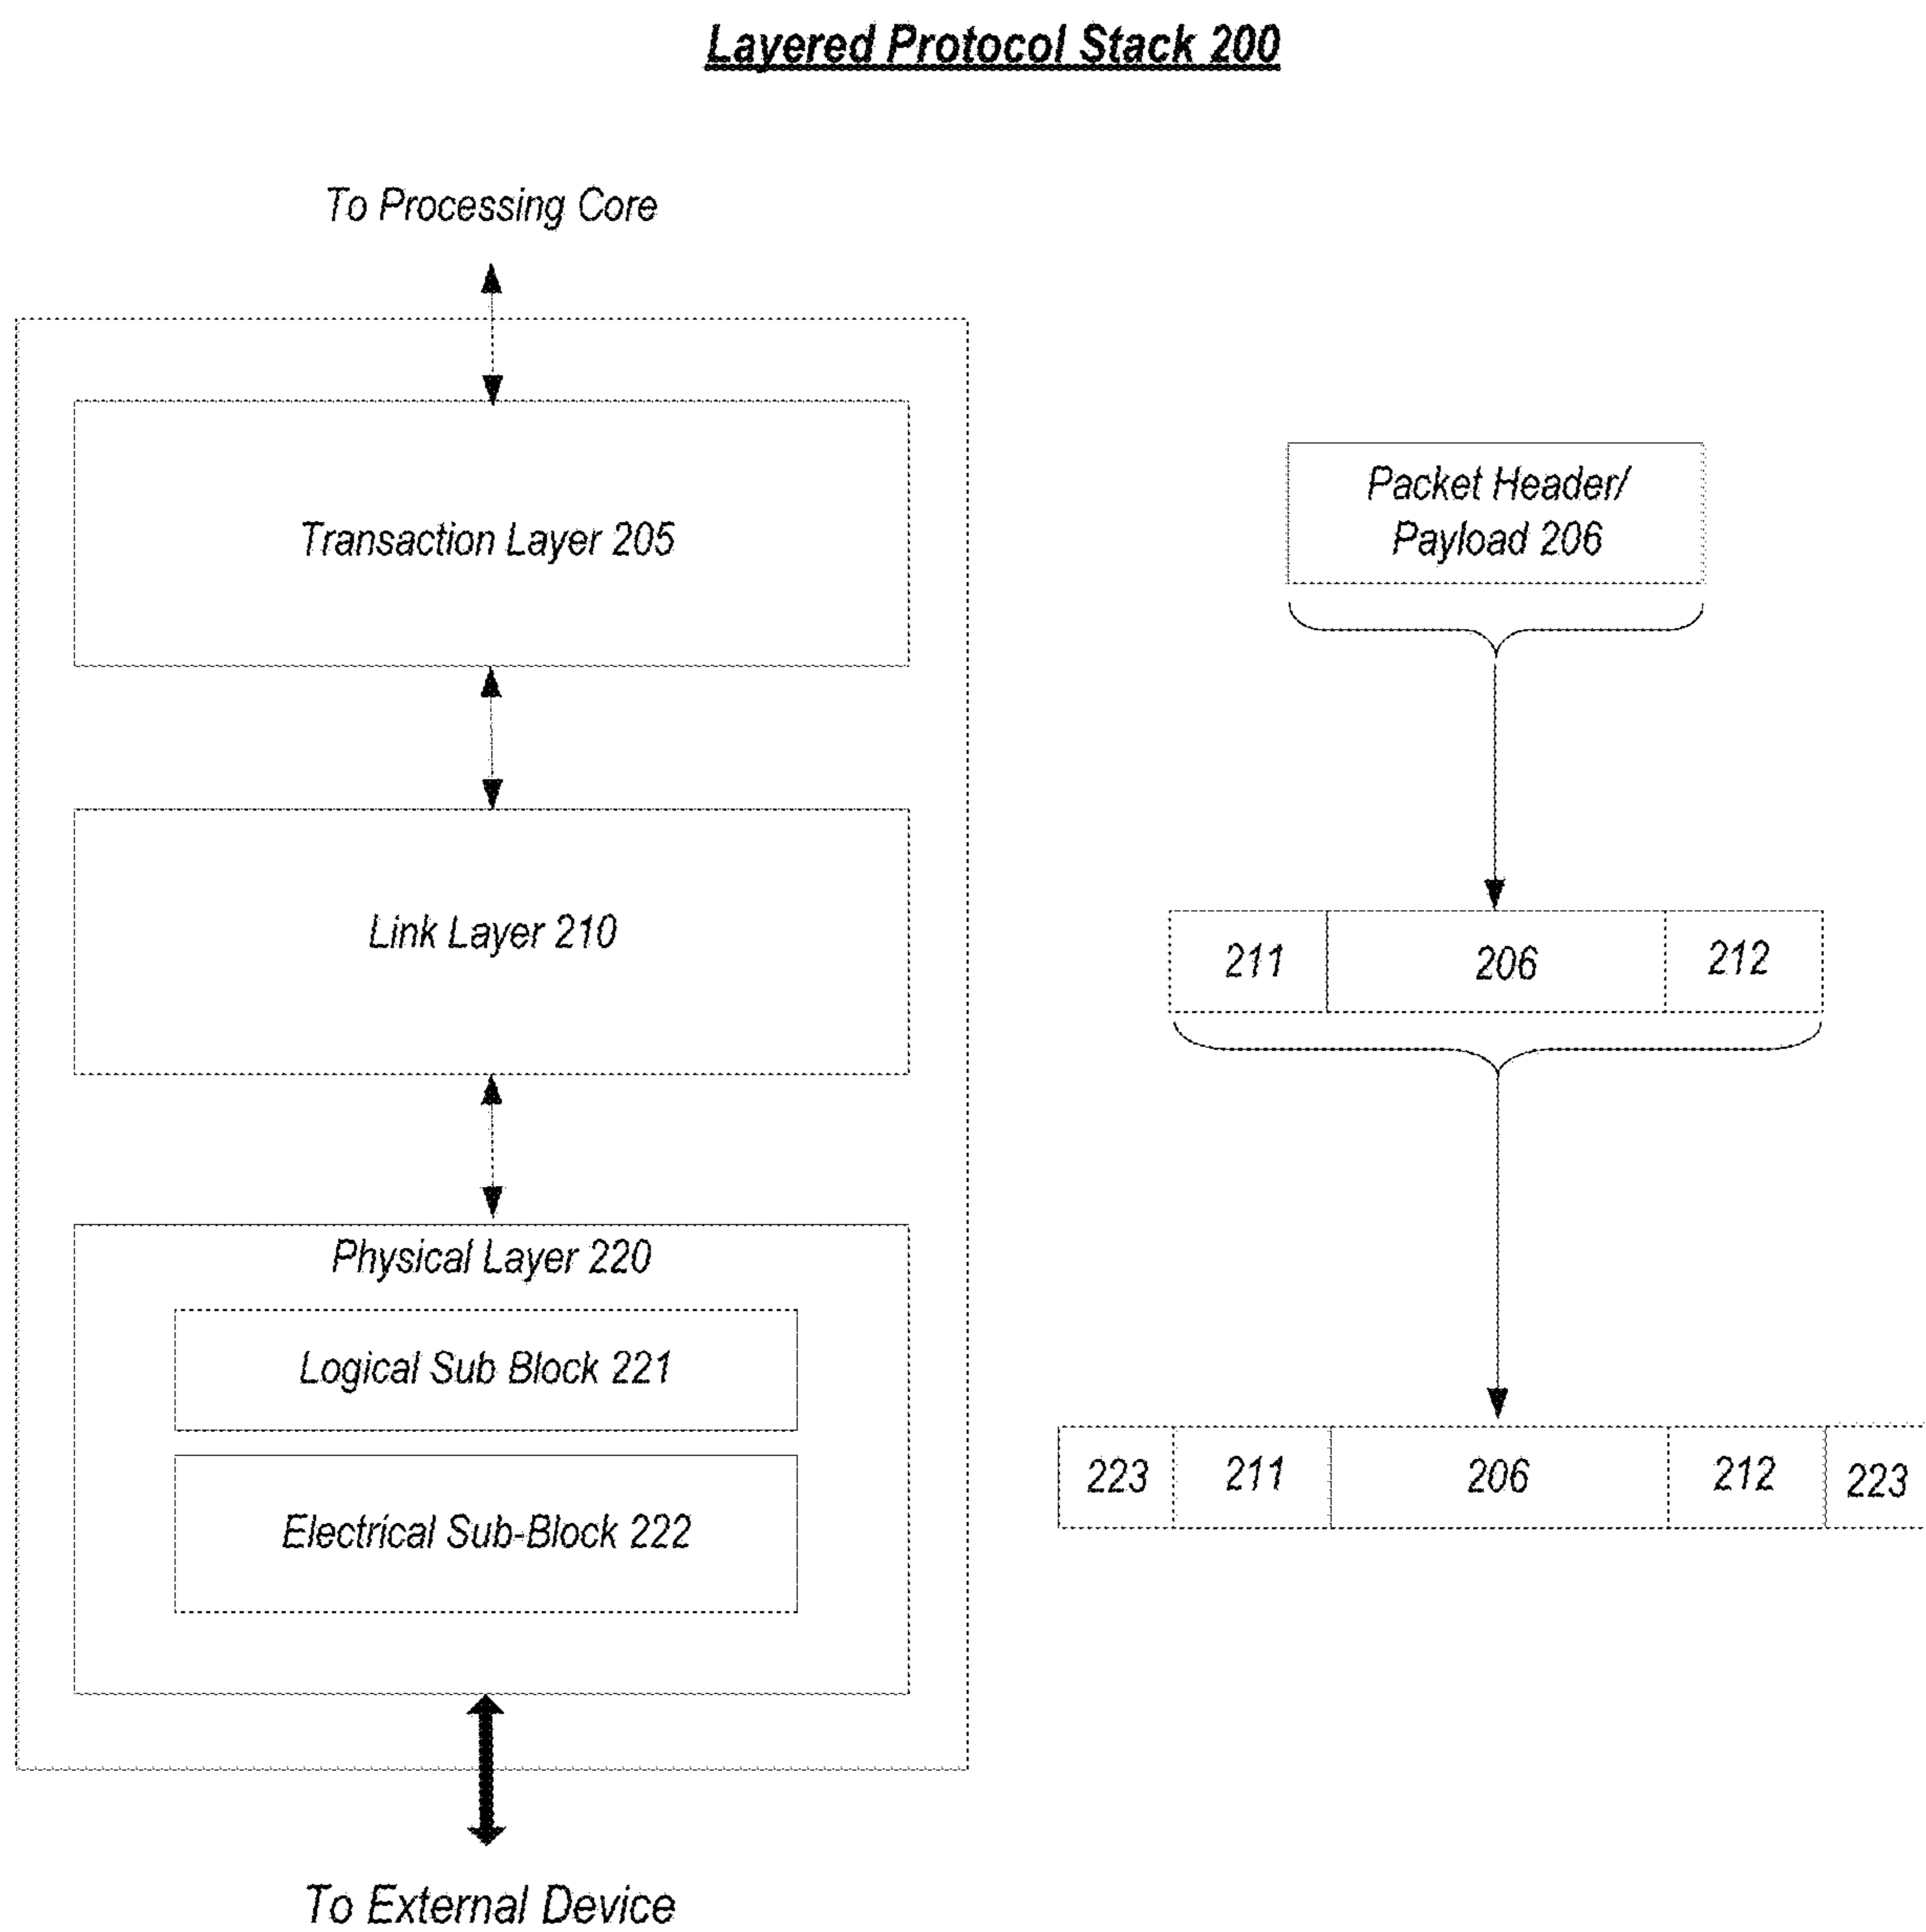 Layered Protocol Stack 200
To Processing Core
Transaction Layer 205
Packet Header/
Payload 206
Link Layer 210
211 206 212
Physical Layer 220
Logical Sub Block 221
Electrical Sub-Block 222
223 211 206 212 223
To External Device